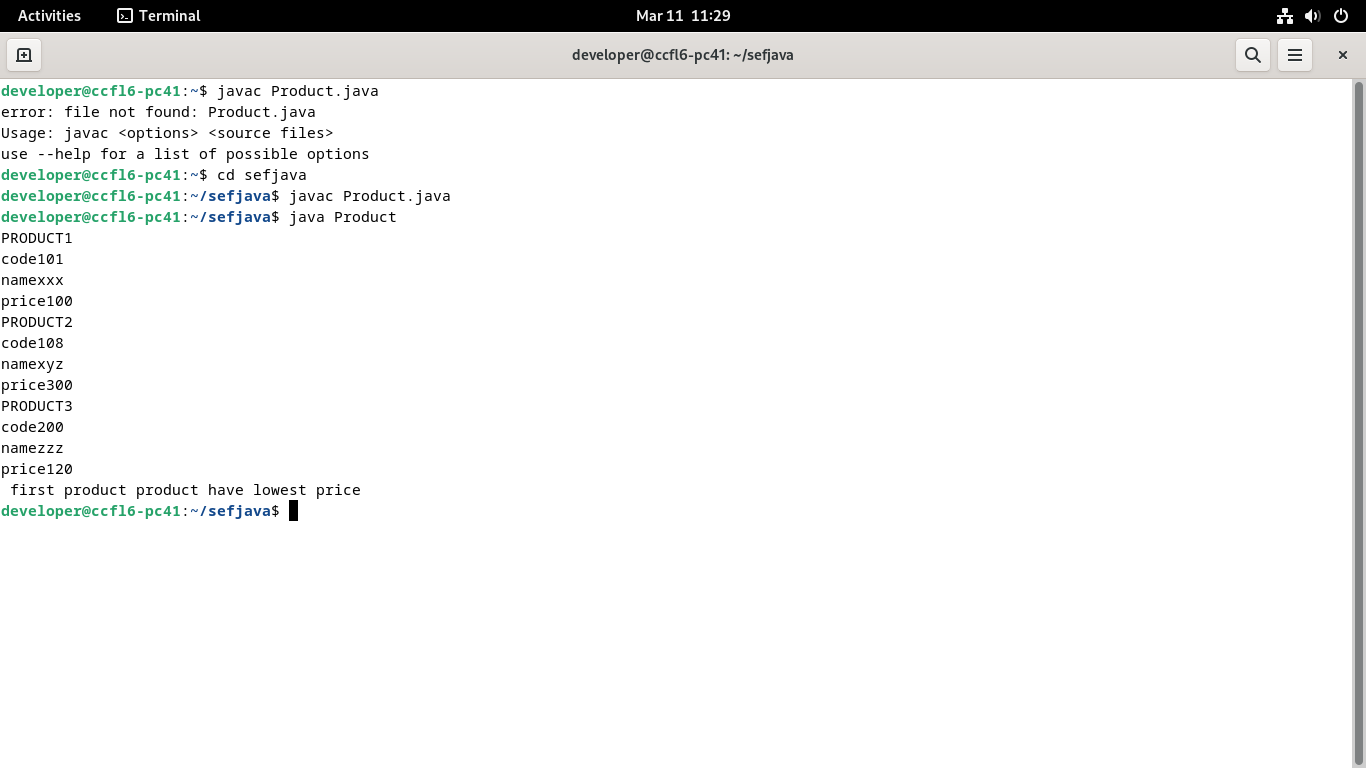 Activities Terminal Mar 11 11:29
developer@ccfl6-pc41: ~/sefjava
developer@ccfl6-pc41:~$ javac Product.java
error: file not found: Product.java
Usage: javac <options> <source files>
use --help for a list of possible options
developer@ccfl6-pc41:~$ cd sefjava
developer@ccfl6-pc41:~/sefjava$ javac Product.java
developer@ccfl6-pc41:~/sefjava$ java Product
PRODUCT1
code101
namexxx
price100
PRODUCT2
code108
namexyz
price300
PRODUCT3
code200
namezzz
price120
 first product product have lowest price
developer@ccfl6-pc41:~/sefjava$